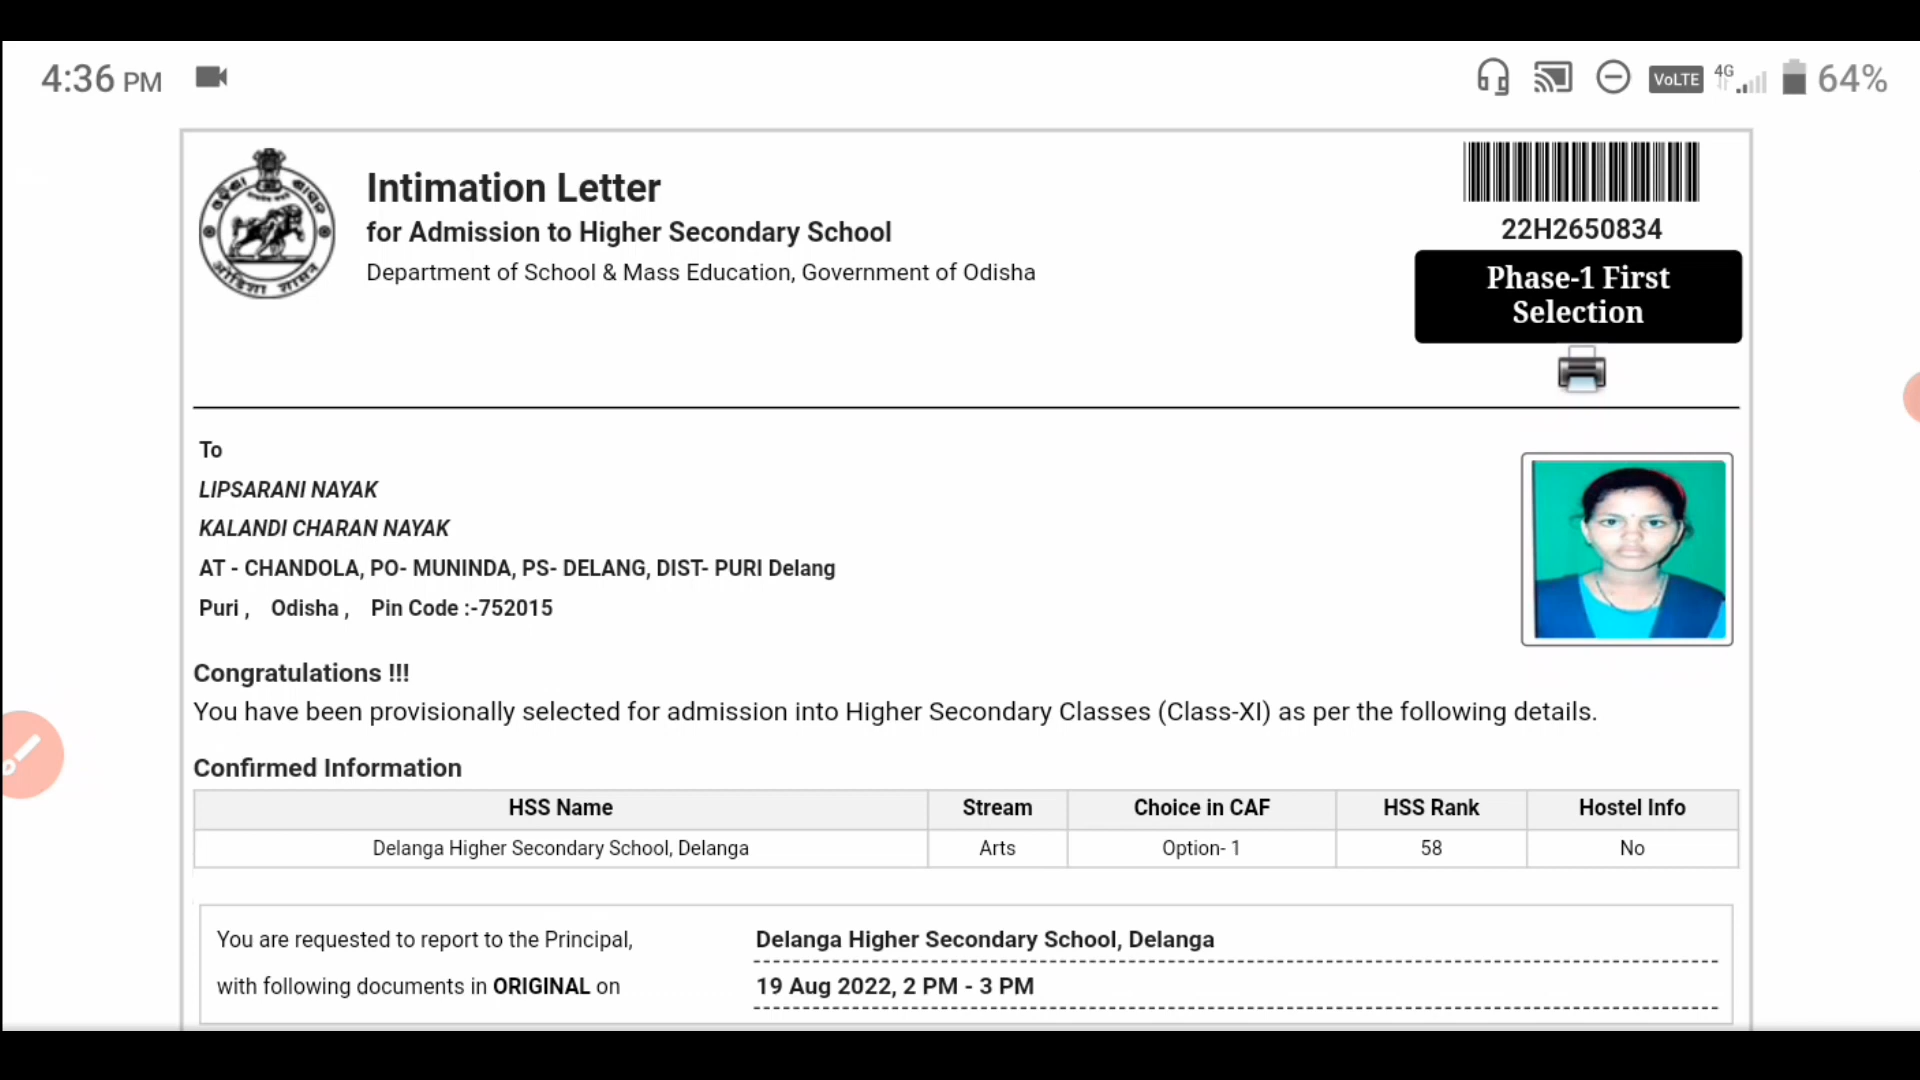 4:36 PM
VoLTE 4G 64%
Intimation Letter
for Admission to Higher Secondary School
Department of School & Mass Education, Government of Odisha
22H2650834
Phase-1 First
Selection
To
LIPSARANI NAYAK
KALANDI CHARAN NAYAK
AT - CHANDOLA, PO- MUNINDA, PS- DELANG, DIST- PURI Delang
Puri , Odisha , Pin Code :-752015
Congratulations !!!
You have been provisionally selected for admission into Higher Secondary Classes (Class-XI) as per the following details.
Confirmed Information
HSS Name Stream Choice in CAF HSS Rank Hostel Info
Delanga Higher Secondary School, Delanga Arts Option- 1 58 No
You are requested to report to the Principal, Delanga Higher Secondary School, Delanga
with following documents in ORIGINAL on 19 Aug 2022, 2 PM - 3 PM